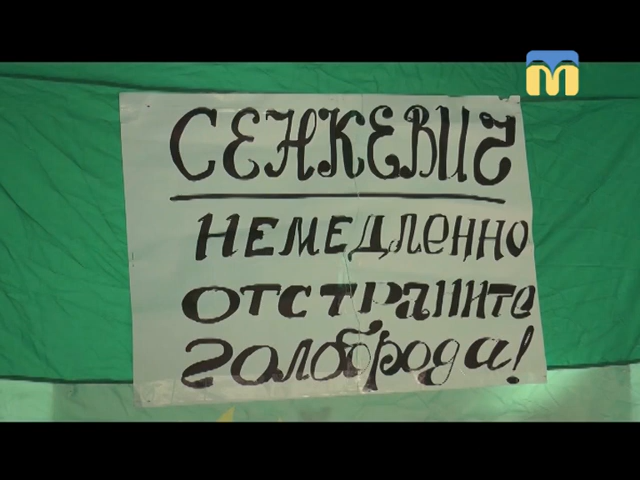 М
СЕНКЕВИЧ
НЕМЕДЛЕННО
ОТСТРАНИТЕ
ГОЛОБРОДА!